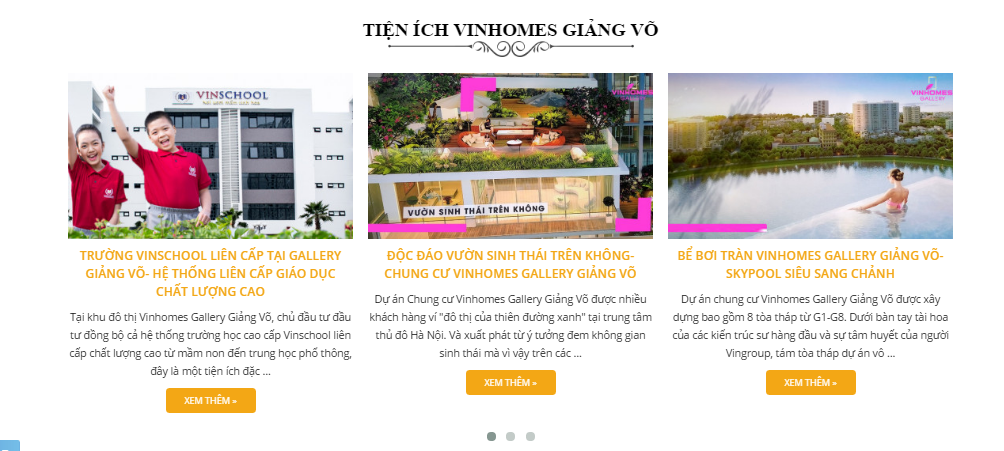 TIỆN ÍCH VINHOMES GIẢNG VÕ
VINSCHOOL
VINHOMES
GALLERY
VƯỜN SINH THÁI TRÊN KHÔNG
VINHOMES
GALLERY
TRƯỜNG VINSCHOOL LIÊN CẤP TẠI GALLERY
GIẢNG VÕ- HỆ THỐNG LIÊN CẤP GIÁO DỤC
CHẤT LƯỢNG CAO
Tại khu đô thị Vinhomes Gallery Giảng Võ, chủ đầu tư đầu
tư đồng bộ cả hệ thống trường học cao cấp Vinschool liên
cấp chất lượng cao từ mầm non đến trung học phổ thông,
đây là một tiện ích đặc ...
XEM THÊM »
ĐỘC ĐÁO VƯỜN SINH THÁI TRÊN KHÔNG-
CHUNG CƯ VINHOMES GALLERY GIẢNG VÕ
Dự án Chung cư Vinhomes Gallery Giảng Võ được nhiều
khách hàng ví "đô thị của thiên đường xanh" tại trung tâm
thủ đô Hà Nội. Và xuất phát từ ý tưởng đem không gian
sinh thái mà vì vậy trên các ...
XEM THÊM »
BỂ BƠI TRÀN VINHOMES GALLERY GIẢNG VÕ-
SKYPOOL SIÊU SANG CHẢNH
Dự án chung cư Vinhomes Gallery Giảng Võ được xây
dựng bao gồm 8 tòa tháp từ G1-G8. Dưới bàn tay tài hoa
của các kiến trúc sư hàng đầu và sự tâm huyết của người
Vingroup, tám tòa tháp dự án vô ...
XEM THÊM »